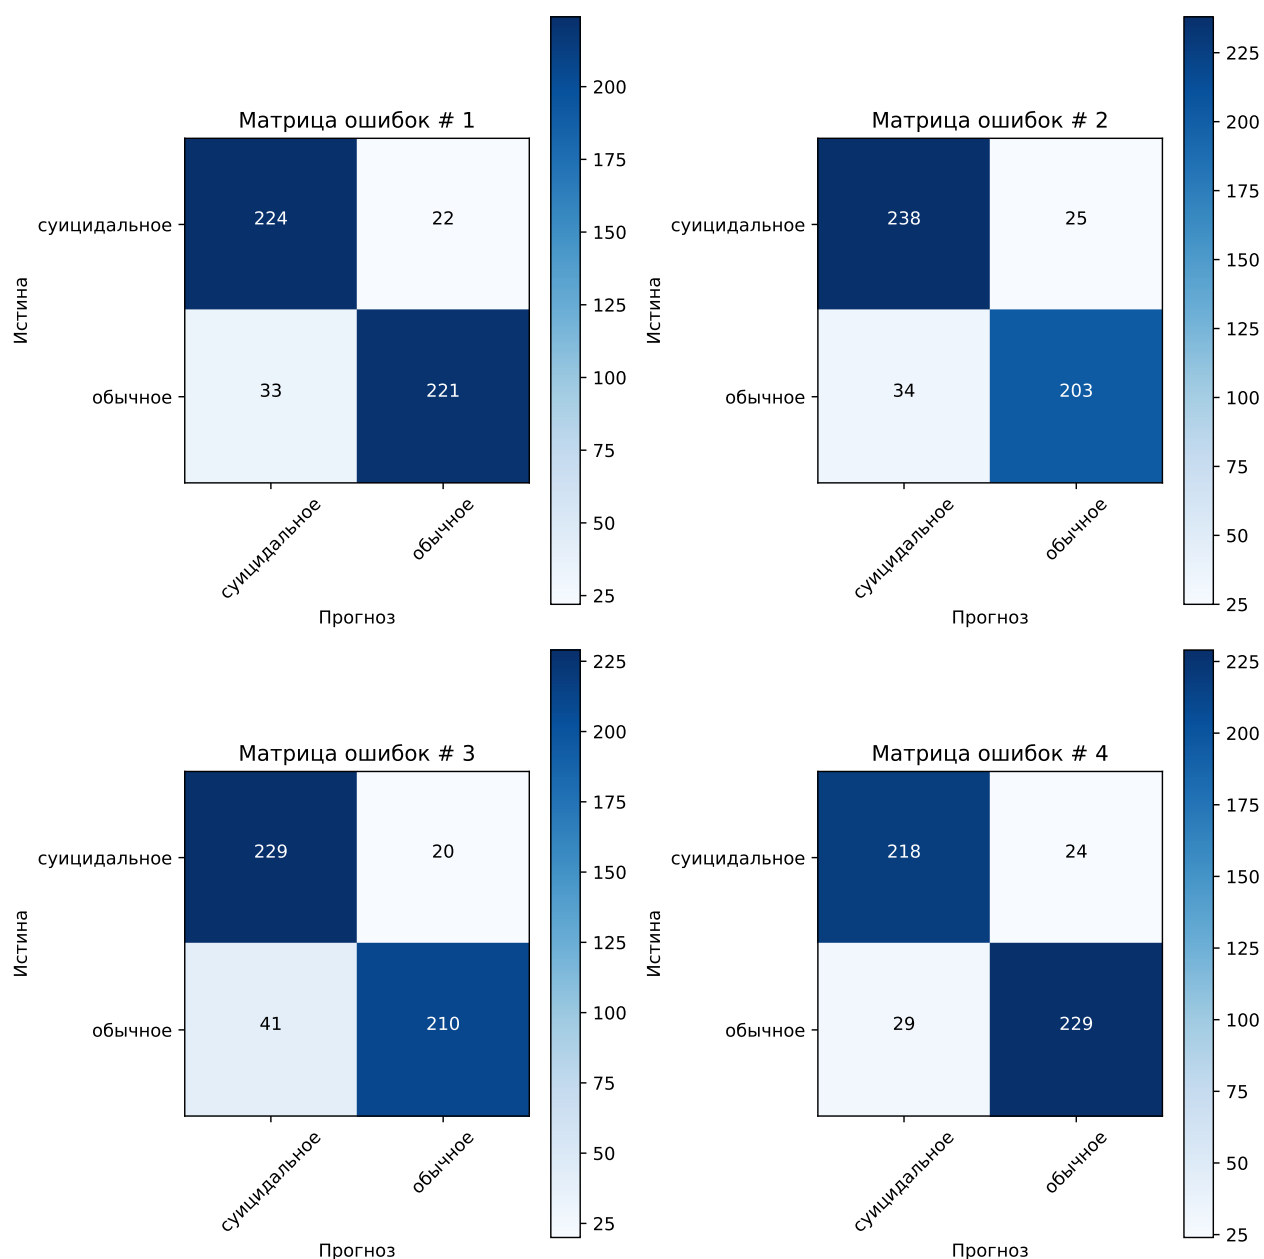 Матрица ошибок # 1
суицидальное
обычное
224
22
33
221
Истина
суицидальное
обычное
Прогноз
200
175
150
125
100
75
50
25
Матрица ошибок # 2
суицидальное
обычное
238
25
34
203
Истина
суицидальное
обычное
Прогноз
225
200
175
150
125
100
75
50
25
Матрица ошибок # 3
суицидальное
обычное
229
20
41
210
Истина
суицидальное
обычное
Прогноз
225
200
175
150
125
100
75
50
25
Матрица ошибок # 4
суицидальное
обычное
218
24
29
229
Истина
суицидальное
обычное
Прогноз
225
200
175
150
125
100
75
50
25